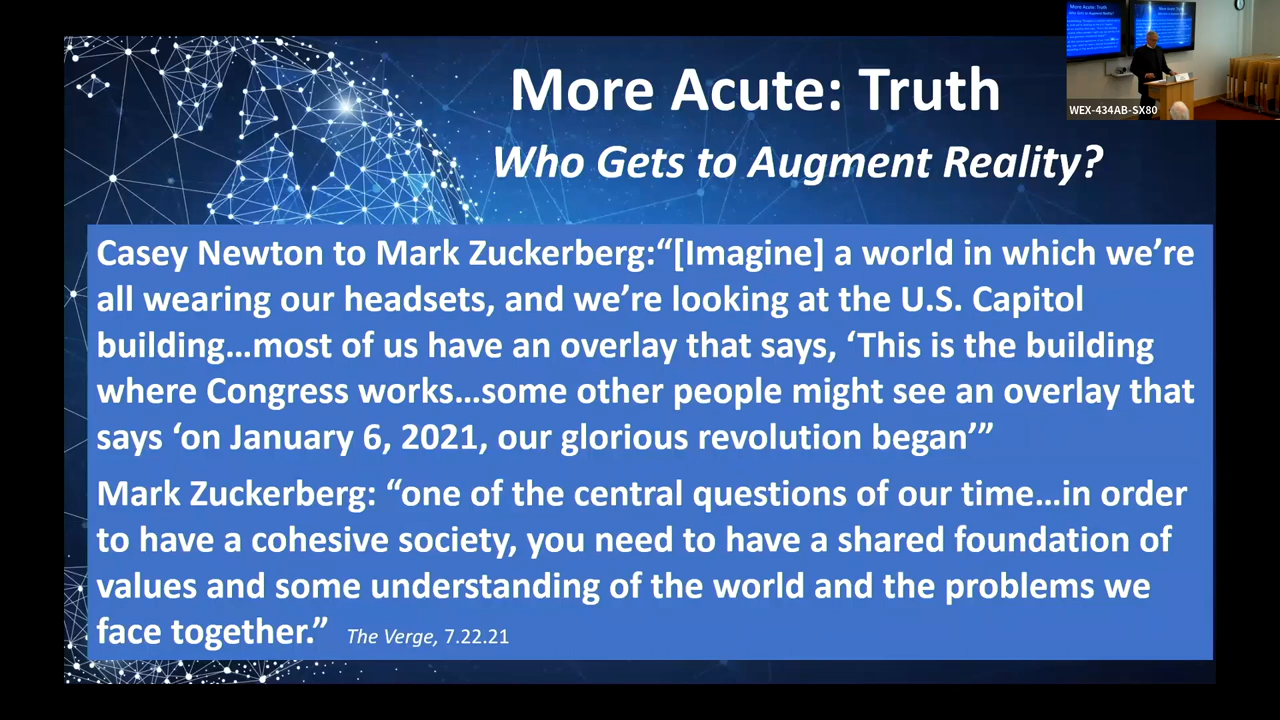 More Acute: Truth
Who Gets to Augment Reality?
WEX-434AB-SX80
Casey Newton to Mark Zuckerberg:“[Imagine] a world in which we’re
all wearing our headsets, and we’re looking at the U.S. Capitol
building…most of us have an overlay that says, ‘This is the building
where Congress works…some other people might see an overlay that
says ‘on January 6, 2021, our glorious revolution began’”
Mark Zuckerberg: “one of the central questions of our time…in order
to have a cohesive society, you need to have a shared foundation of
values and some understanding of the world and the problems we
face together.” The Verge, 7.22.21